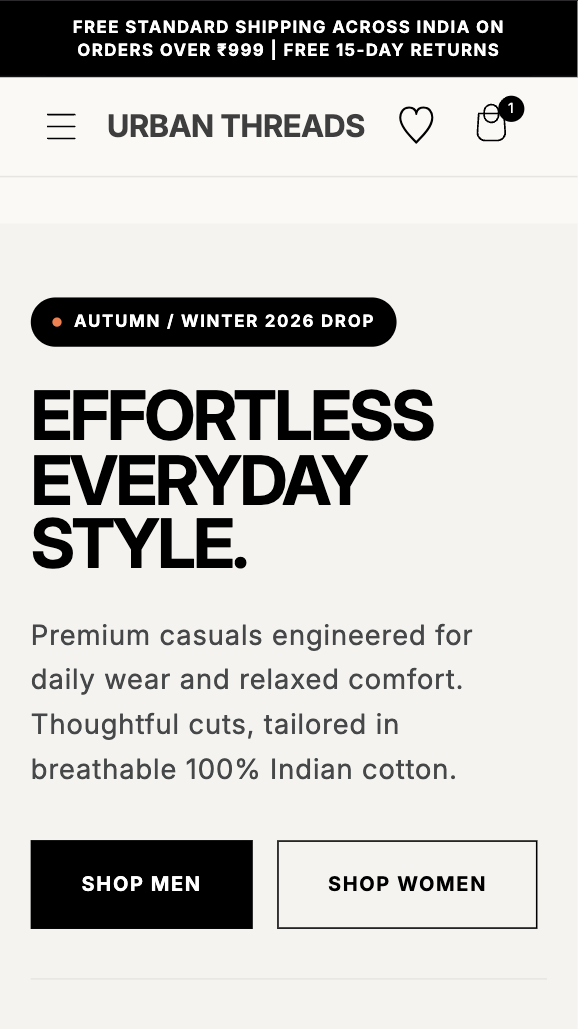 FREE STANDARD SHIPPING ACROSS INDIA ON
ORDERS OVER ₹999 | FREE 15-DAY RETURNS
URBAN THREADS
1
AUTUMN / WINTER 2026 DROP
EFFORTLESS
EVERYDAY
STYLE.
Premium casuals engineered for
daily wear and relaxed comfort.
Thoughtful cuts, tailored in
breathable 100% Indian cotton.
SHOP MEN
SHOP WOMEN